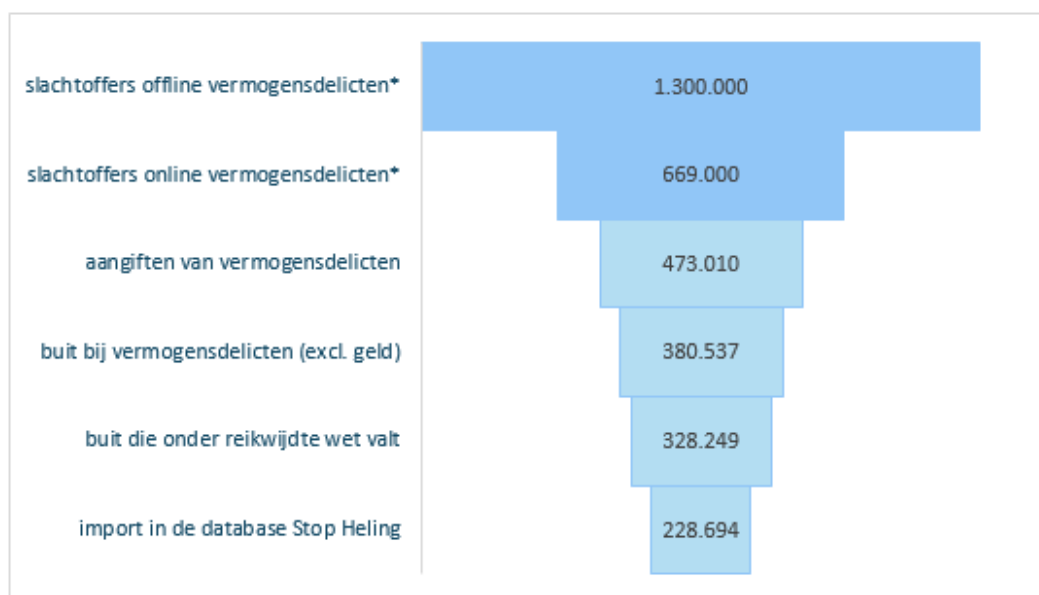 slachtoffers offline vermogensdelicten* 1.300.000
slachtoffers online vermogensdelicten* 669.000
aangiften van vermogensdelicten 473.010
buit bij vermogensdelicten (excl. geld) 380.537
buit die onder reikwijdte wet valt 328.249
import in de database Stop Heling 228.694